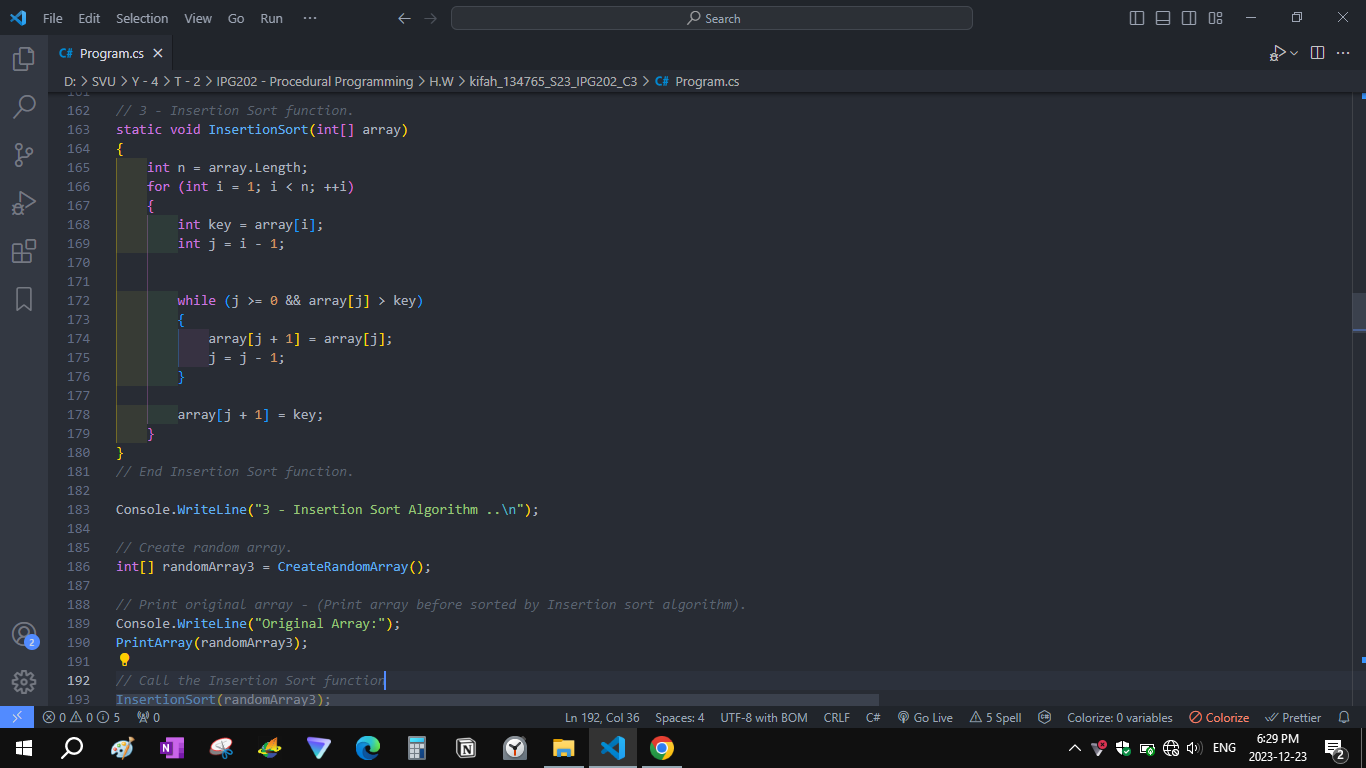 File Edit Selection View Go Run ··· Search
C# Program.cs
D: > SVU > Y - 4 > T - 2 > IPG202 - Procedural Programming > H.W > kifah_134765_S23_IPG202_C3 > C# Program.cs
161
162 // 3 - Insertion Sort function.
163 static void InsertionSort(int[] array)
164 {
165 int n = array.Length;
166 for (int i = 1; i < n; ++i)
167 {
168 int key = array[i];
169 int j = i - 1;
170
171
172 while (j >= 0 && array[j] > key)
173 {
174 array[j + 1] = array[j];
175 j = j - 1;
176 }
177
178 array[j + 1] = key;
179 }
180 }
181 // End Insertion Sort function.
182
183 Console.WriteLine("3 - Insertion Sort Algorithm ..\n");
184
185 // Create random array.
186 int[] randomArray3 = CreateRandomArray();
187
188 // Print original array - (Print array before sorted by Insertion sort algorithm).
189 Console.WriteLine("Original Array:");
190 PrintArray(randomArray3);
191
192 // Call the Insertion Sort function
193 InsertionSort(randomArray3);
2
0 0 5 0 Ln 192, Col 36 Spaces: 4 UTF-8 with BOM CRLF C# Go Live 5 Spell Colorize: 0 variables Colorize Prettier
ENG 6:29 PM 2
2023-12-23